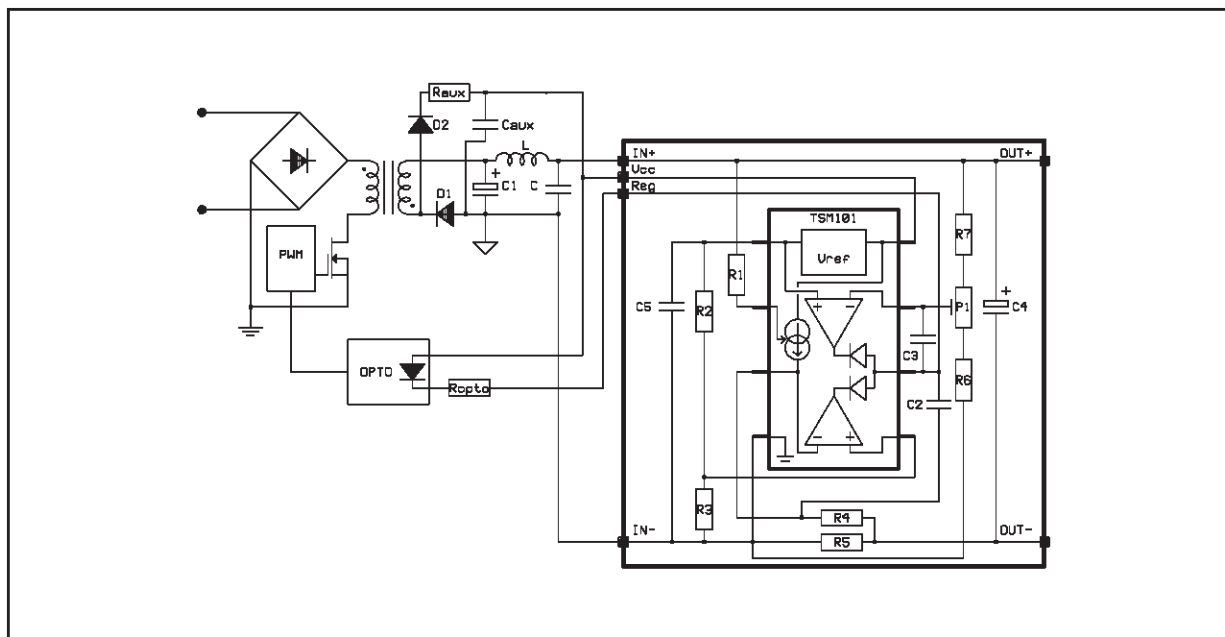 Raux
D2
Caux
L
IN+
OUT+
Vcc
C1
C
Reg
D1
TSM101
R7
PWM
Vref
R1
+
C5
R2
+
-
P1
C4
C3
OPTO
R6
Ropto
C2
-
+
R3
R4
IN-
OUT-
R5